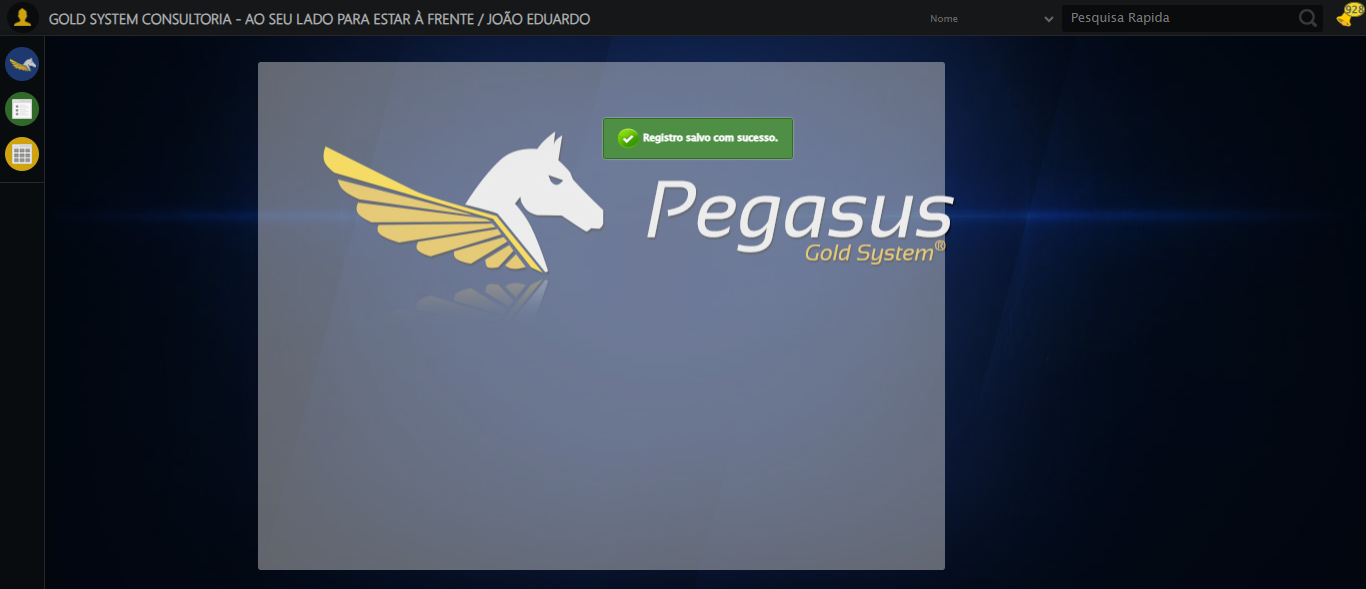 GOLD SYSTEM CONSULTORIA - AO SEU LADO PARA ESTAR À FRENTE / JOÃO EDUARDO
Nome
Pesquisa Rapida
928
Registro salvo com sucesso.
Pegasus
Gold System®